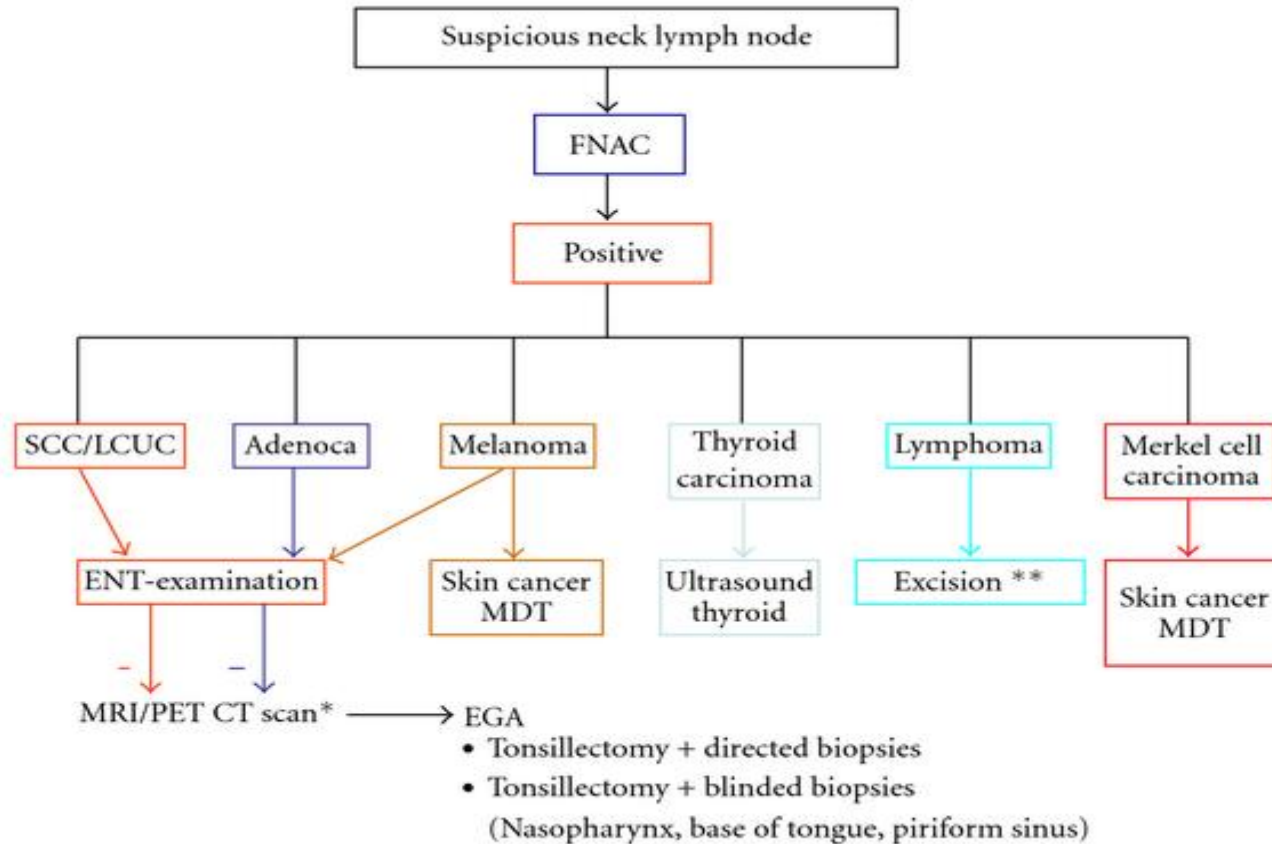 Suspicious neck lymph node
FNAC
Positive
SCC/LCUC
Adenoca
Melanoma
Thyroid
carcinoma
Lymphoma
Merkel cell
carcinoma
ENT-examination
Skin cancer
MDT
Ultrasound
thyroid
Excision **
Skin cancer
MDT
– –
MRI/PET CT scan*
EGA
• Tonsillectomy + directed biopsies
• Tonsillectomy + blinded biopsies
(Nasopharynx, base of tongue, piriform sinus)